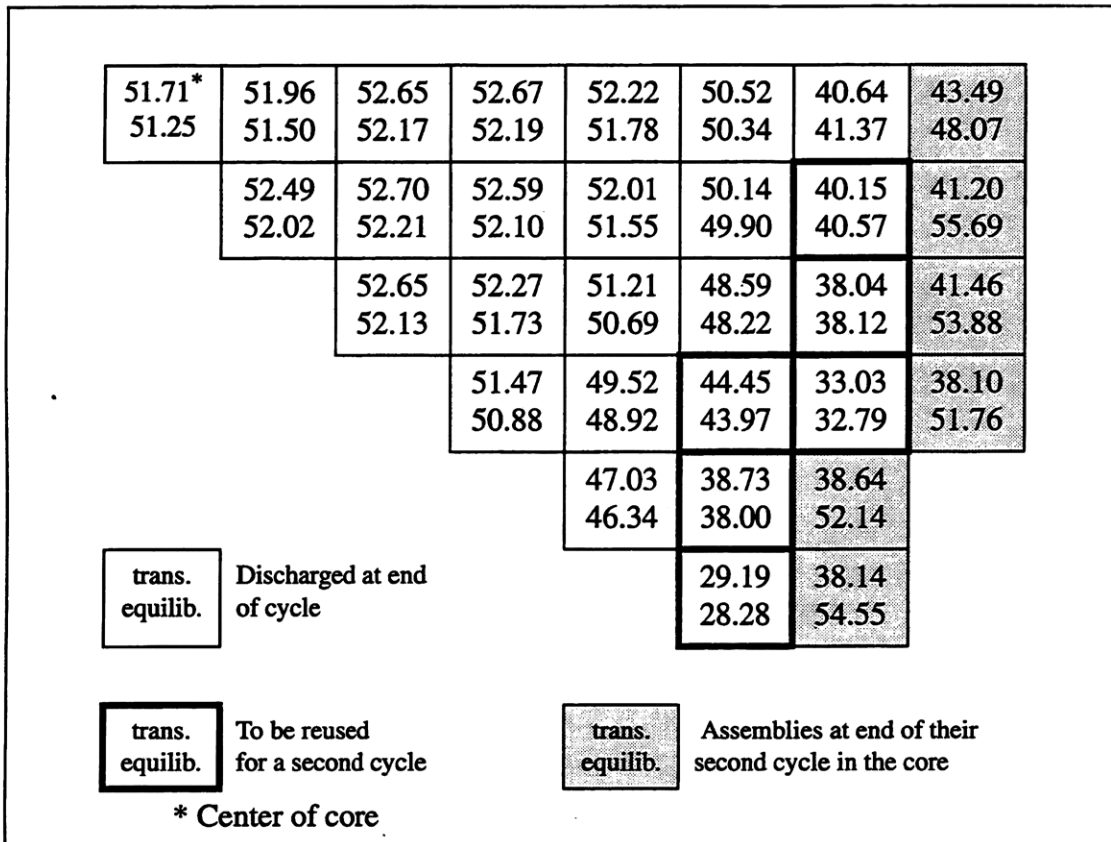 51.71* 51.96 52.65 52.67 52.22 50.52 40.64 43.49
51.25 51.50 52.17 52.19 51.78 50.34 41.37 48.07
52.49 52.70 52.59 52.01 50.14 40.15 41.20
52.02 52.21 52.10 51.55 49.90 40.57 55.69
52.65 52.27 51.21 48.59 38.04 41.46
52.13 51.73 50.69 48.22 38.12 53.88
51.47 49.52 44.45 33.03 38.10
50.88 48.92 43.97 32.79 51.76
47.03 38.73 38.64
46.34 38.00 52.14
29.19 38.14
28.28 54.55
trans. Discharged at end
equilib. of cycle
trans. To be reused
equilib. for a second cycle
trans. Assemblies at end of their
equilib. second cycle in the core
* Center of core